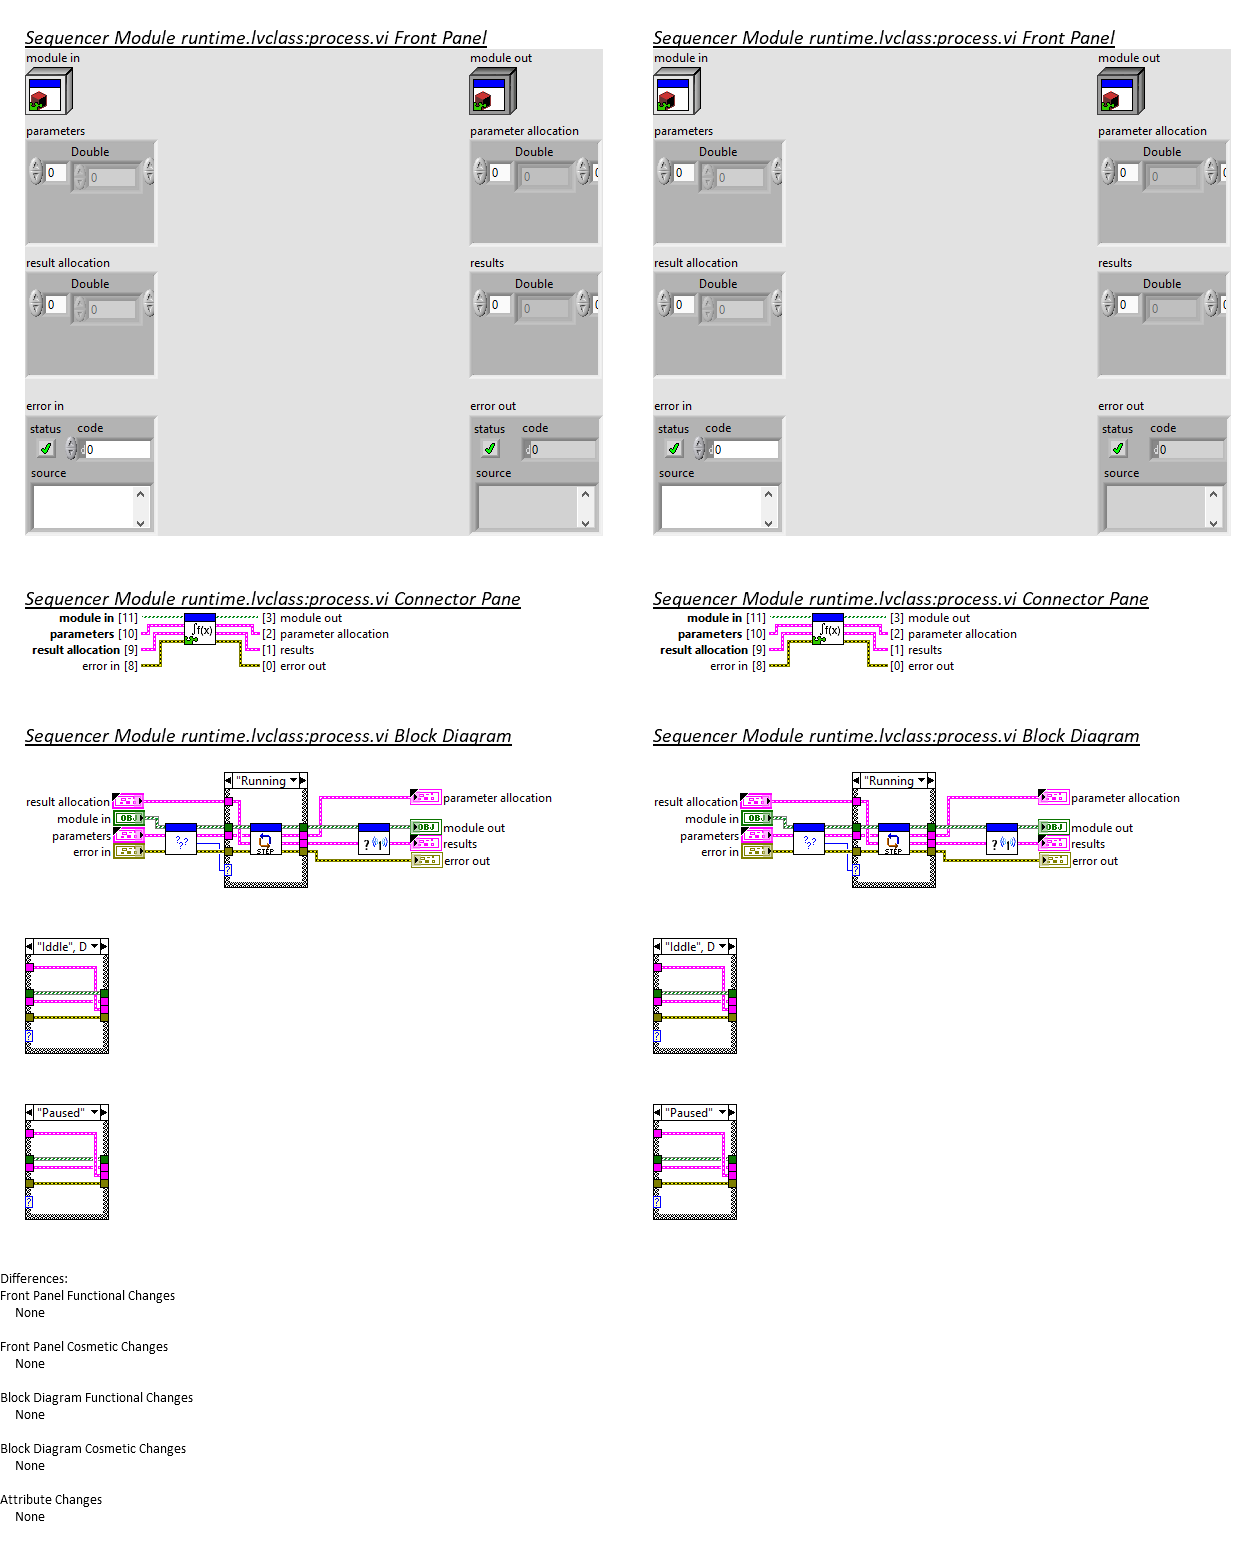 Sequencer Module runtime.lvclass:process.vi Front Panel
module in
module out
parameters
parameter allocation
Double
Double
0
0
0
0
result allocation
results
Double
Double
0
0
0
0
error in
error out
status
code
status
code
d0
d0
source
source
Sequencer Module runtime.lvclass:process.vi Front Panel
module in
module out
parameters
parameter allocation
Double
Double
0
0
0
0
result allocation
results
Double
Double
0
0
0
0
error in
error out
status
code
status
code
d0
d0
source
source
Sequencer Module runtime.lvclass:process.vi Connector Pane
module in [11]
parameters [10]
result allocation [9]
error in [8]
∫f(x)
[3] module out
[2] parameter allocation
[1] results
[0] error out
Sequencer Module runtime.lvclass:process.vi Connector Pane
module in [11]
parameters [10]
result allocation [9]
error in [8]
∫f(x)
[3] module out
[2] parameter allocation
[1] results
[0] error out
Sequencer Module runtime.lvclass:process.vi Block Diagram
"Running
result allocation
module in
parameters
error in
OBJ
???
STEP
?
?
parameter allocation
OBJ
module out
results
error out
"Iddle", D
?
"Paused"
?
Sequencer Module runtime.lvclass:process.vi Block Diagram
"Running
result allocation
module in
parameters
error in
OBJ
???
STEP
?
?
parameter allocation
OBJ
module out
results
error out
"Iddle", D
?
"Paused"
?
Differences:
Front Panel Functional Changes
None
Front Panel Cosmetic Changes
None
Block Diagram Functional Changes
None
Block Diagram Cosmetic Changes
None
Attribute Changes
None